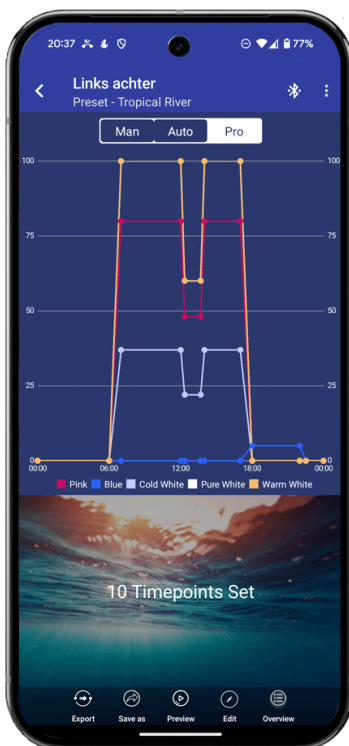 20:37 77%
Links achter
Preset - Tropical River
Man Auto Pro
100 100
75 75
50 50
25 25
0 0
00:00 06:00 12:00 18:00 00:00
Pink Blue Cold White Pure White Warm White
10 Timepoints Set
Export Save as Preview Edit Overview